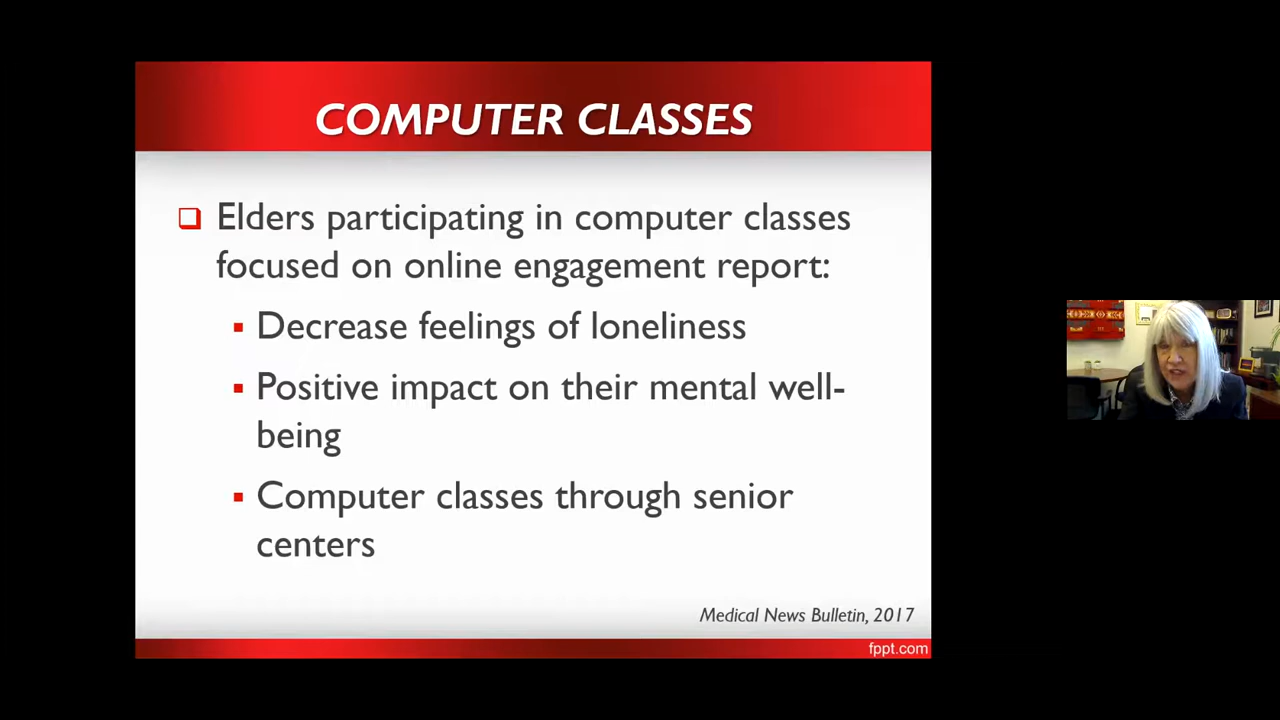 COMPUTER CLASSES
Elders participating in computer classes
focused on online engagement report:
Decrease feelings of loneliness
Positive impact on their mental well-
being
Computer classes through senior
centers
Medical News Bulletin, 2017
fppt.com